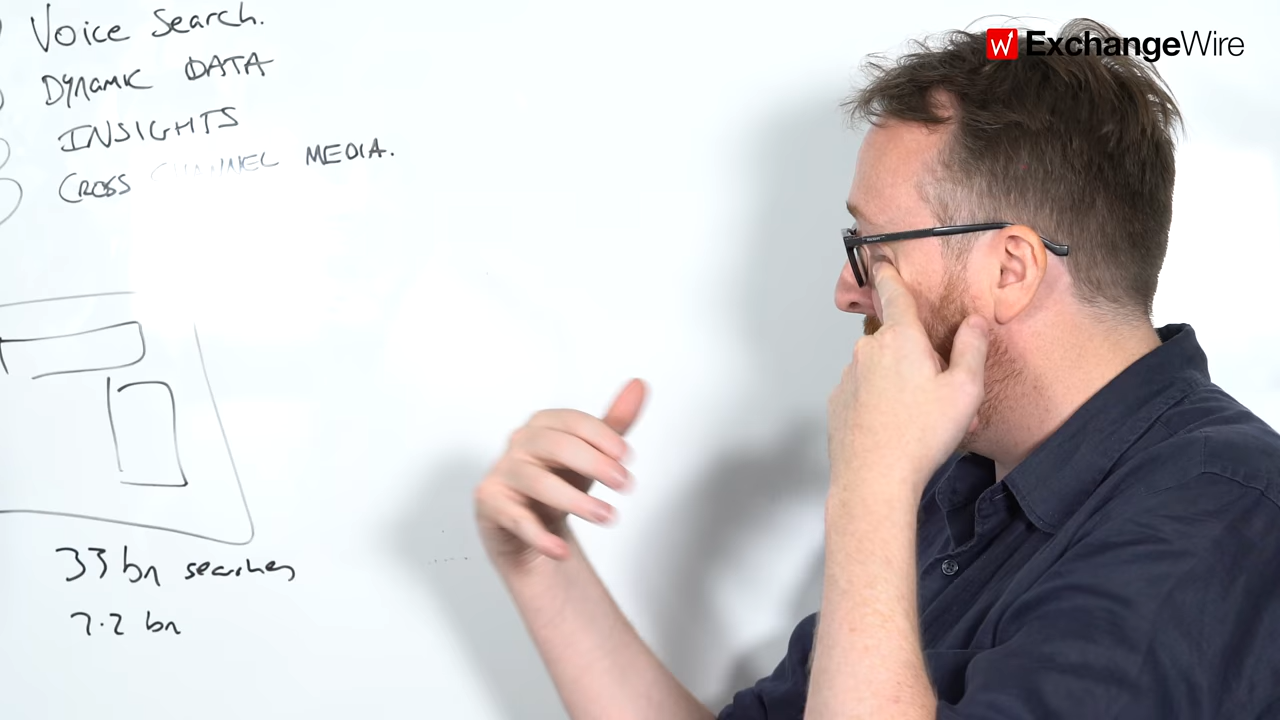 Voice Search.
DYNAMIC DATA
INSIGHTS
CROSS CHANNEL MEDIA.
33 bn searches
7.2 bn
ExchangeWire